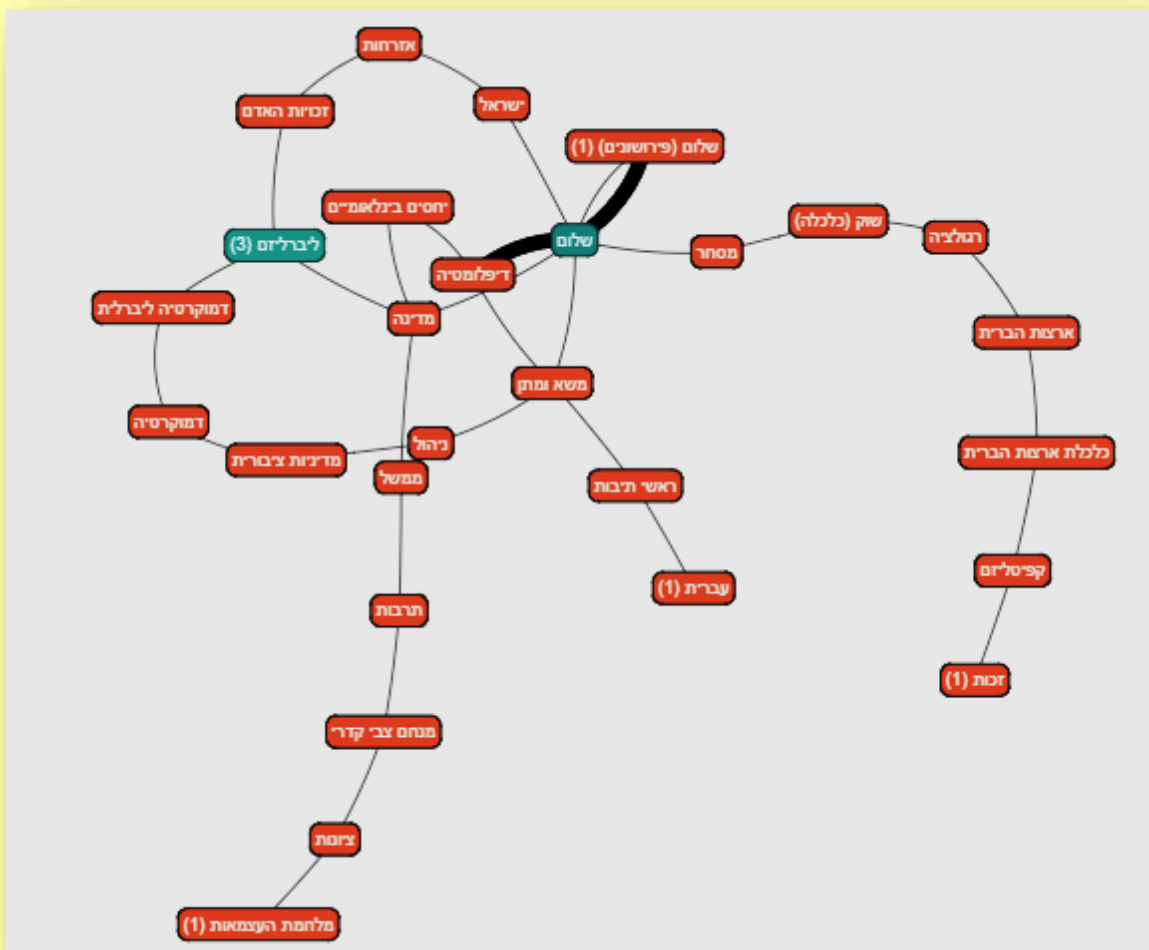 אזרחות
זכויות האדם
ישראל
שלום (פירושונים) (1)
יחסים בינלאומיים
שוק (כלכלה)
רגולציה
ליברליזם (3)
שלום
מסחר
דיפלומטיה
דמוקרטיה ליברלית
מדינה
ארצות הברית
משא ומתן
דמוקרטיה
ניהול
מדיניות ציבורית
כלכלת ארצות הברית
ממשל
ראשי תיבות
קפיטליזם
עברית (1)
תרבות
זכות (1)
מנחם צבי קדרי
ציונות
מלחמת העצמאות (1)